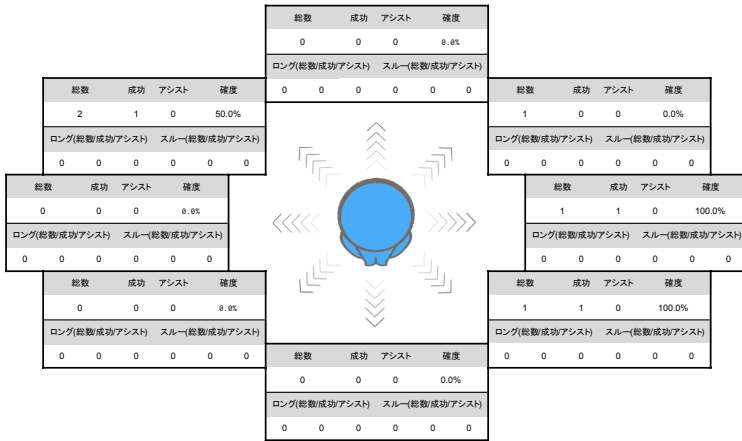 総数 成功 アシスト 確度
0 0 0 0.0%
ロング(総数/成功/アシスト) スルー(総数/成功/アシスト)
0 0 0 0 0 0
総数 成功 アシスト 確度
2 1 0 50.0%
ロング(総数/成功/アシスト) スルー(総数/成功/アシスト)
0 0 0 0 0 0
総数 成功 アシスト 確度
1 0 0 0.0%
ロング(総数/成功/アシスト) スルー(総数/成功/アシスト)
0 0 0 0 0 0
総数 成功 アシスト 確度
0 0 0 0.0%
ロング(総数/成功/アシスト) スルー(総数/成功/アシスト)
0 0 0 0 0 0
総数 成功 アシスト 確度
1 1 0 100.0%
ロング(総数/成功/アシスト) スルー(総数/成功/アシスト)
0 0 0 0 0 0
総数 成功 アシスト 確度
0 0 0 0.0%
ロング(総数/成功/アシスト) スルー(総数/成功/アシスト)
0 0 0 0 0 0
総数 成功 アシスト 確度
1 1 0 100.0%
ロング(総数/成功/アシスト) スルー(総数/成功/アシスト)
0 0 0 0 0 0
総数 成功 アシスト 確度
0 0 0 0.0%
ロング(総数/成功/アシスト) スルー(総数/成功/アシスト)
0 0 0 0 0 0